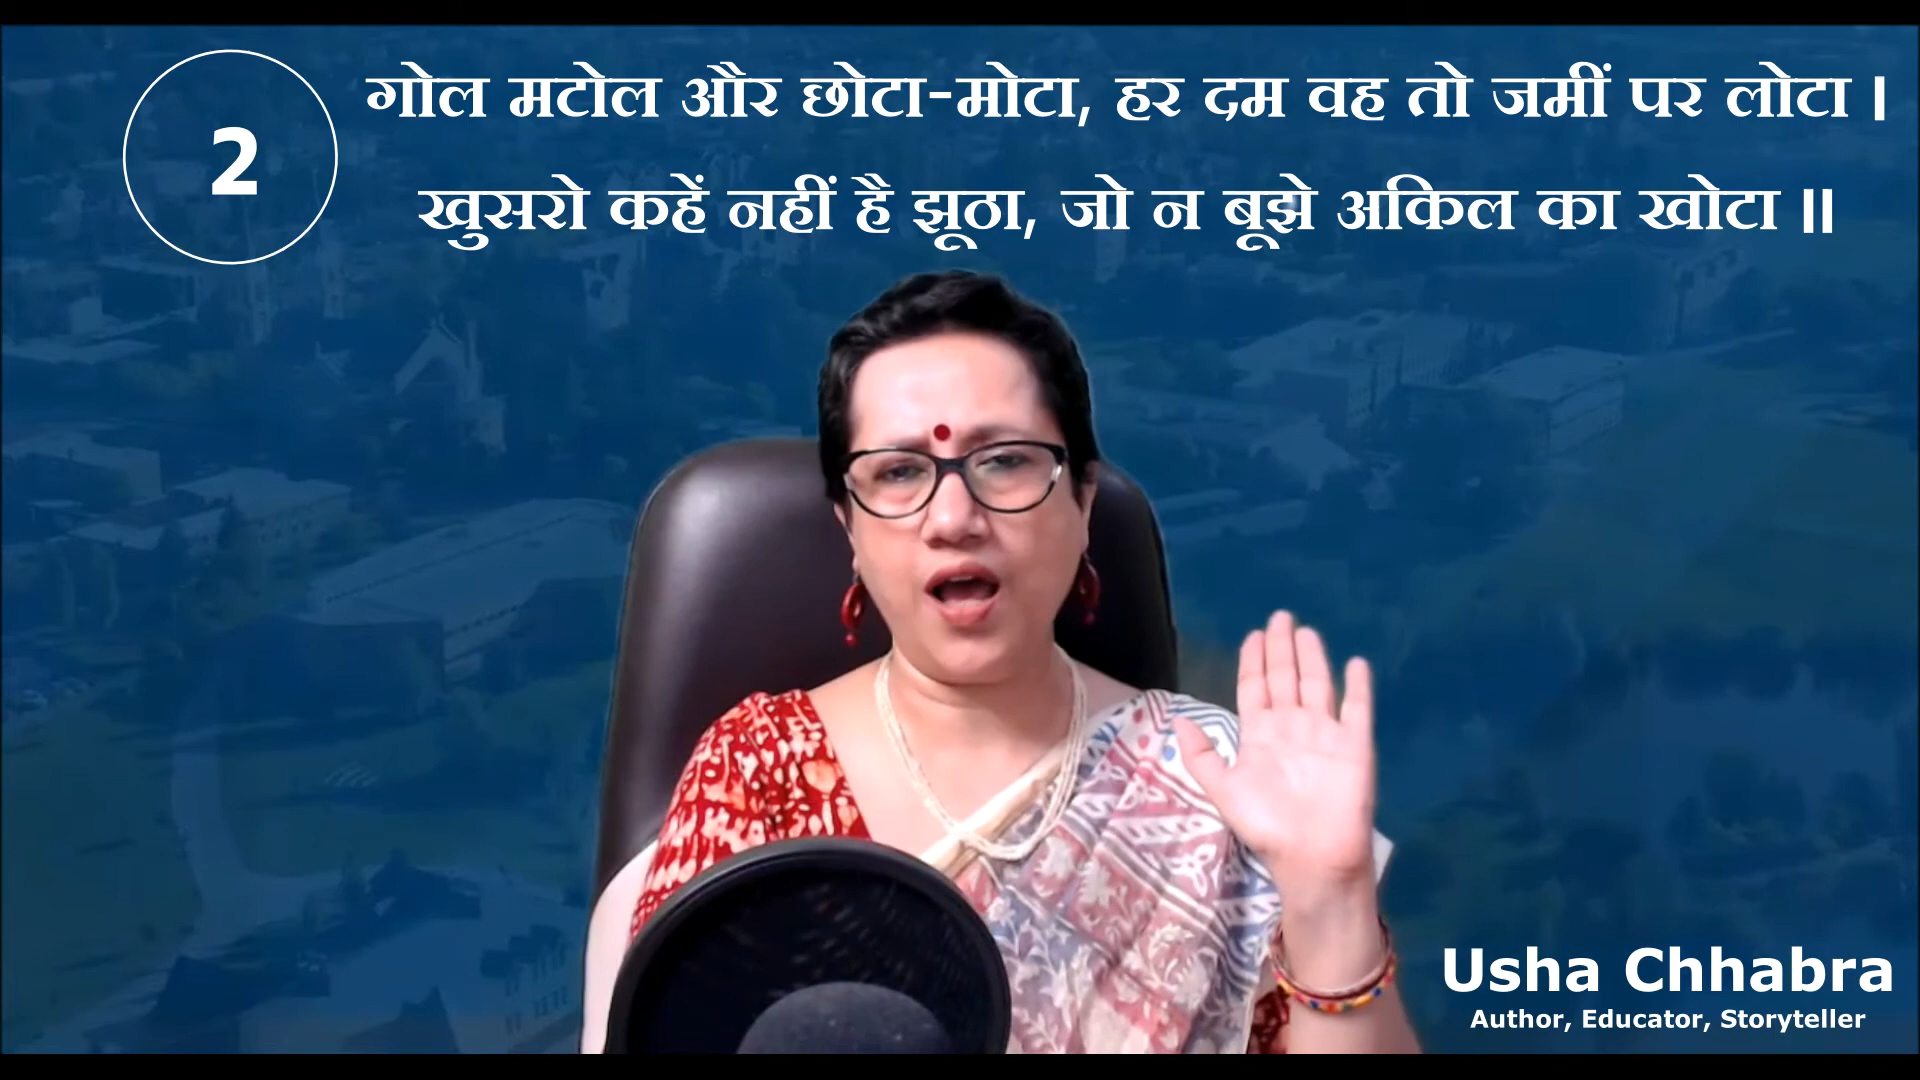 2
गोल मटोल और छोटा-मोटा, हर दम वह तो जमीं पर लोटा ।
खुसरो कहें नहीं है झूठा, जो न बूझे अकिल का खोटा ॥
Usha Chhabra
Author, Educator, Storyteller